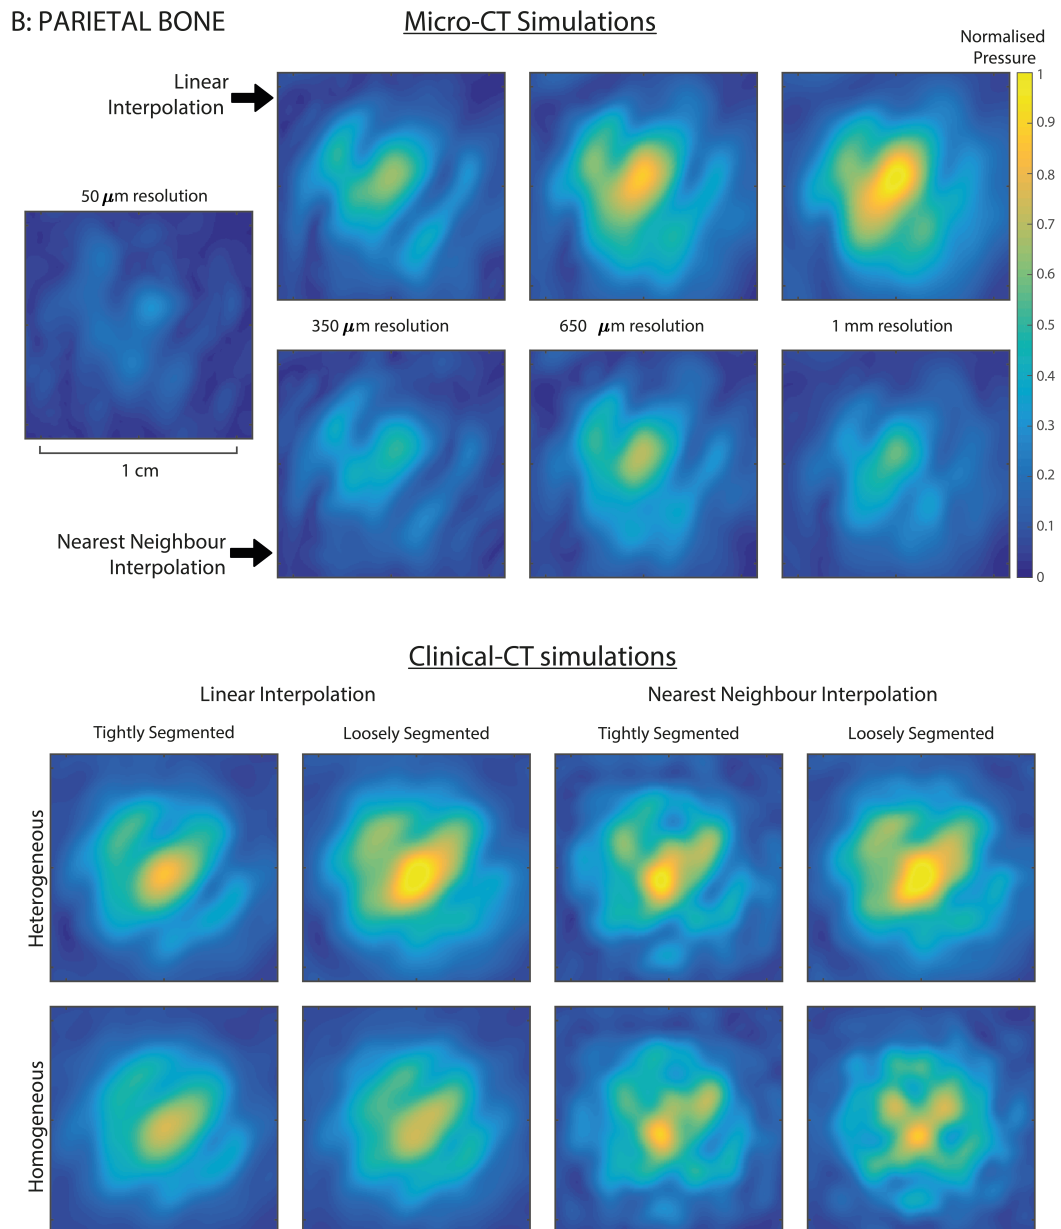 B: PARIETAL BONE
Micro-CT Simulations
Normalised
Pressure
Linear
Interpolation
50 μm resolution
1 cm
350 μm resolution
650 μm resolution
1 mm resolution
Nearest Neighbour
Interpolation
1
0.9
0.8
0.7
0.6
0.5
0.4
0.3
0.2
0.1
0
Clinical-CT simulations
Linear Interpolation
Nearest Neighbour Interpolation
Tightly Segmented
Loosely Segmented
Tightly Segmented
Loosely Segmented
Heterogeneous
Homogeneous